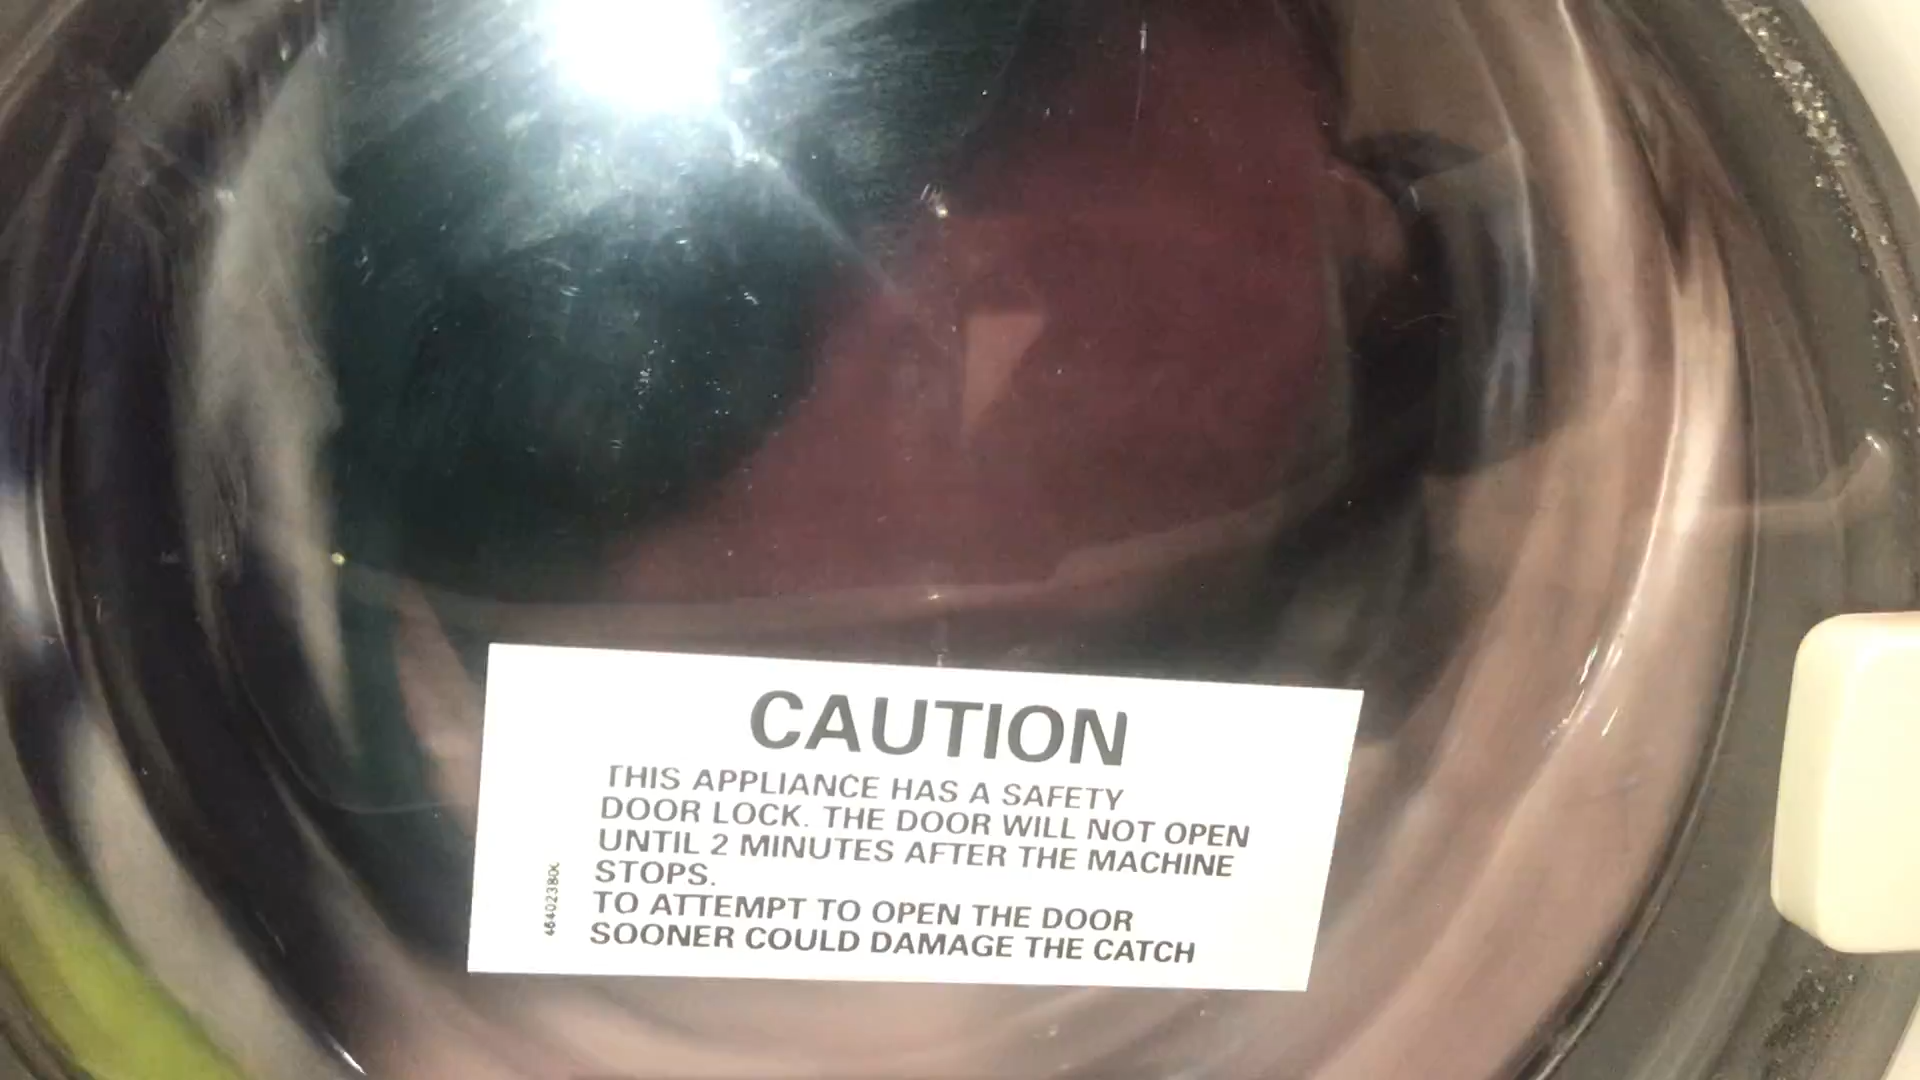 CAUTION
THIS APPLIANCE HAS A SAFETY
DOOR LOCK. THE DOOR WILL NOT OPEN
UNTIL 2 MINUTES AFTER THE MACHINE
STOPS.
TO ATTEMPT TO OPEN THE DOOR
SOONER COULD DAMAGE THE CATCH